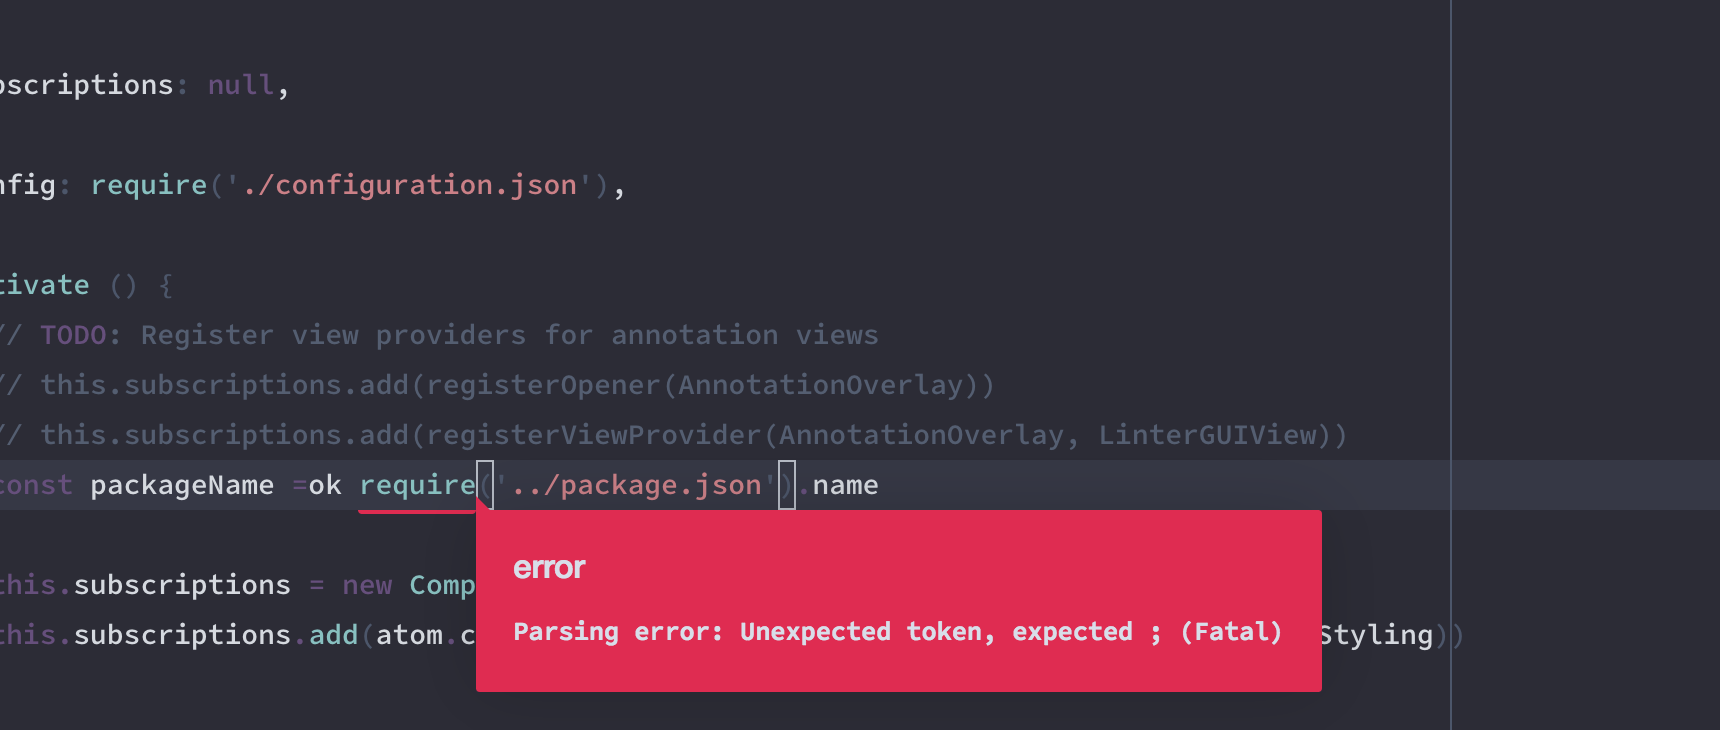 bscriptions: null,
nfig: require('./configuration.json'),
tivate () {
// TODO: Register view providers for annotation views
// this.subscriptions.add(registerOpener(AnnotationOverlay))
// this.subscriptions.add(registerViewProvider(AnnotationOverlay, LinterGUIView))
const packageName =ok require('../package.json').name
error
Parsing error: Unexpected token, expected ; (Fatal)
this.subscriptions = new Comp
this.subscriptions.add(atom.c Styling))